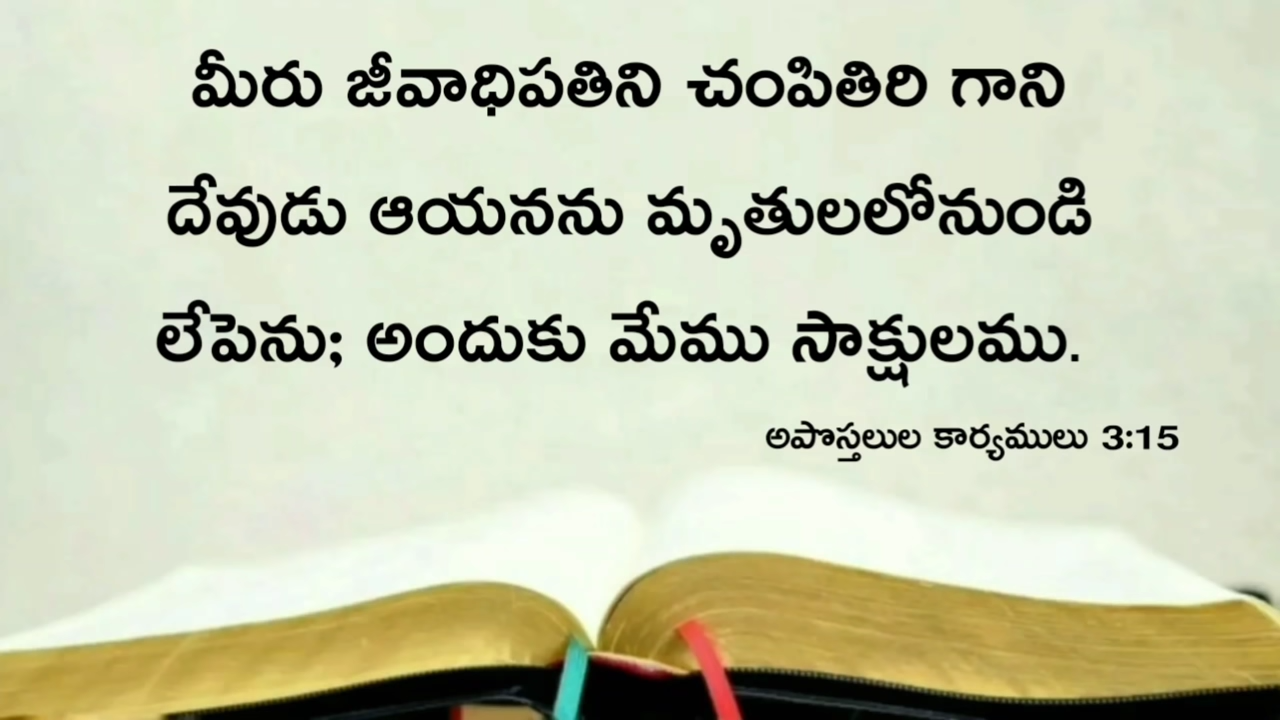 మీరు జీవాధిపతిని చంపితిరి గాని
దేవుడు ఆయనను మృతులలోనుండి
లేపెను; అందుకు మేము సాక్షులము.
అపొస్తలుల కార్యములు 3:15